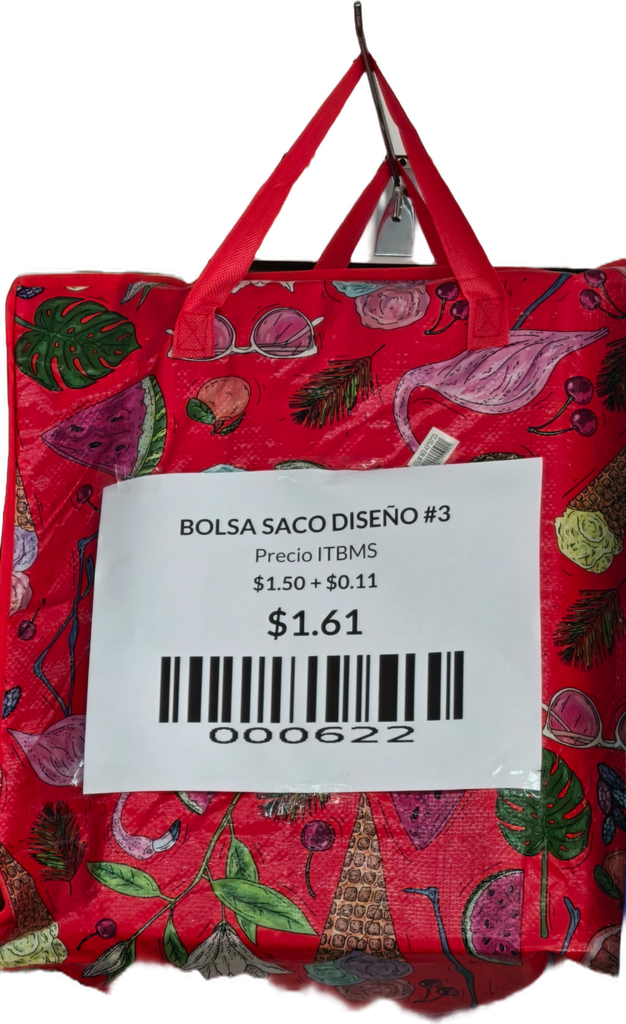 BOLSA SACO DISEÑO #3
Precio ITBMS
$1.50 + $0.11
$1.61
000622